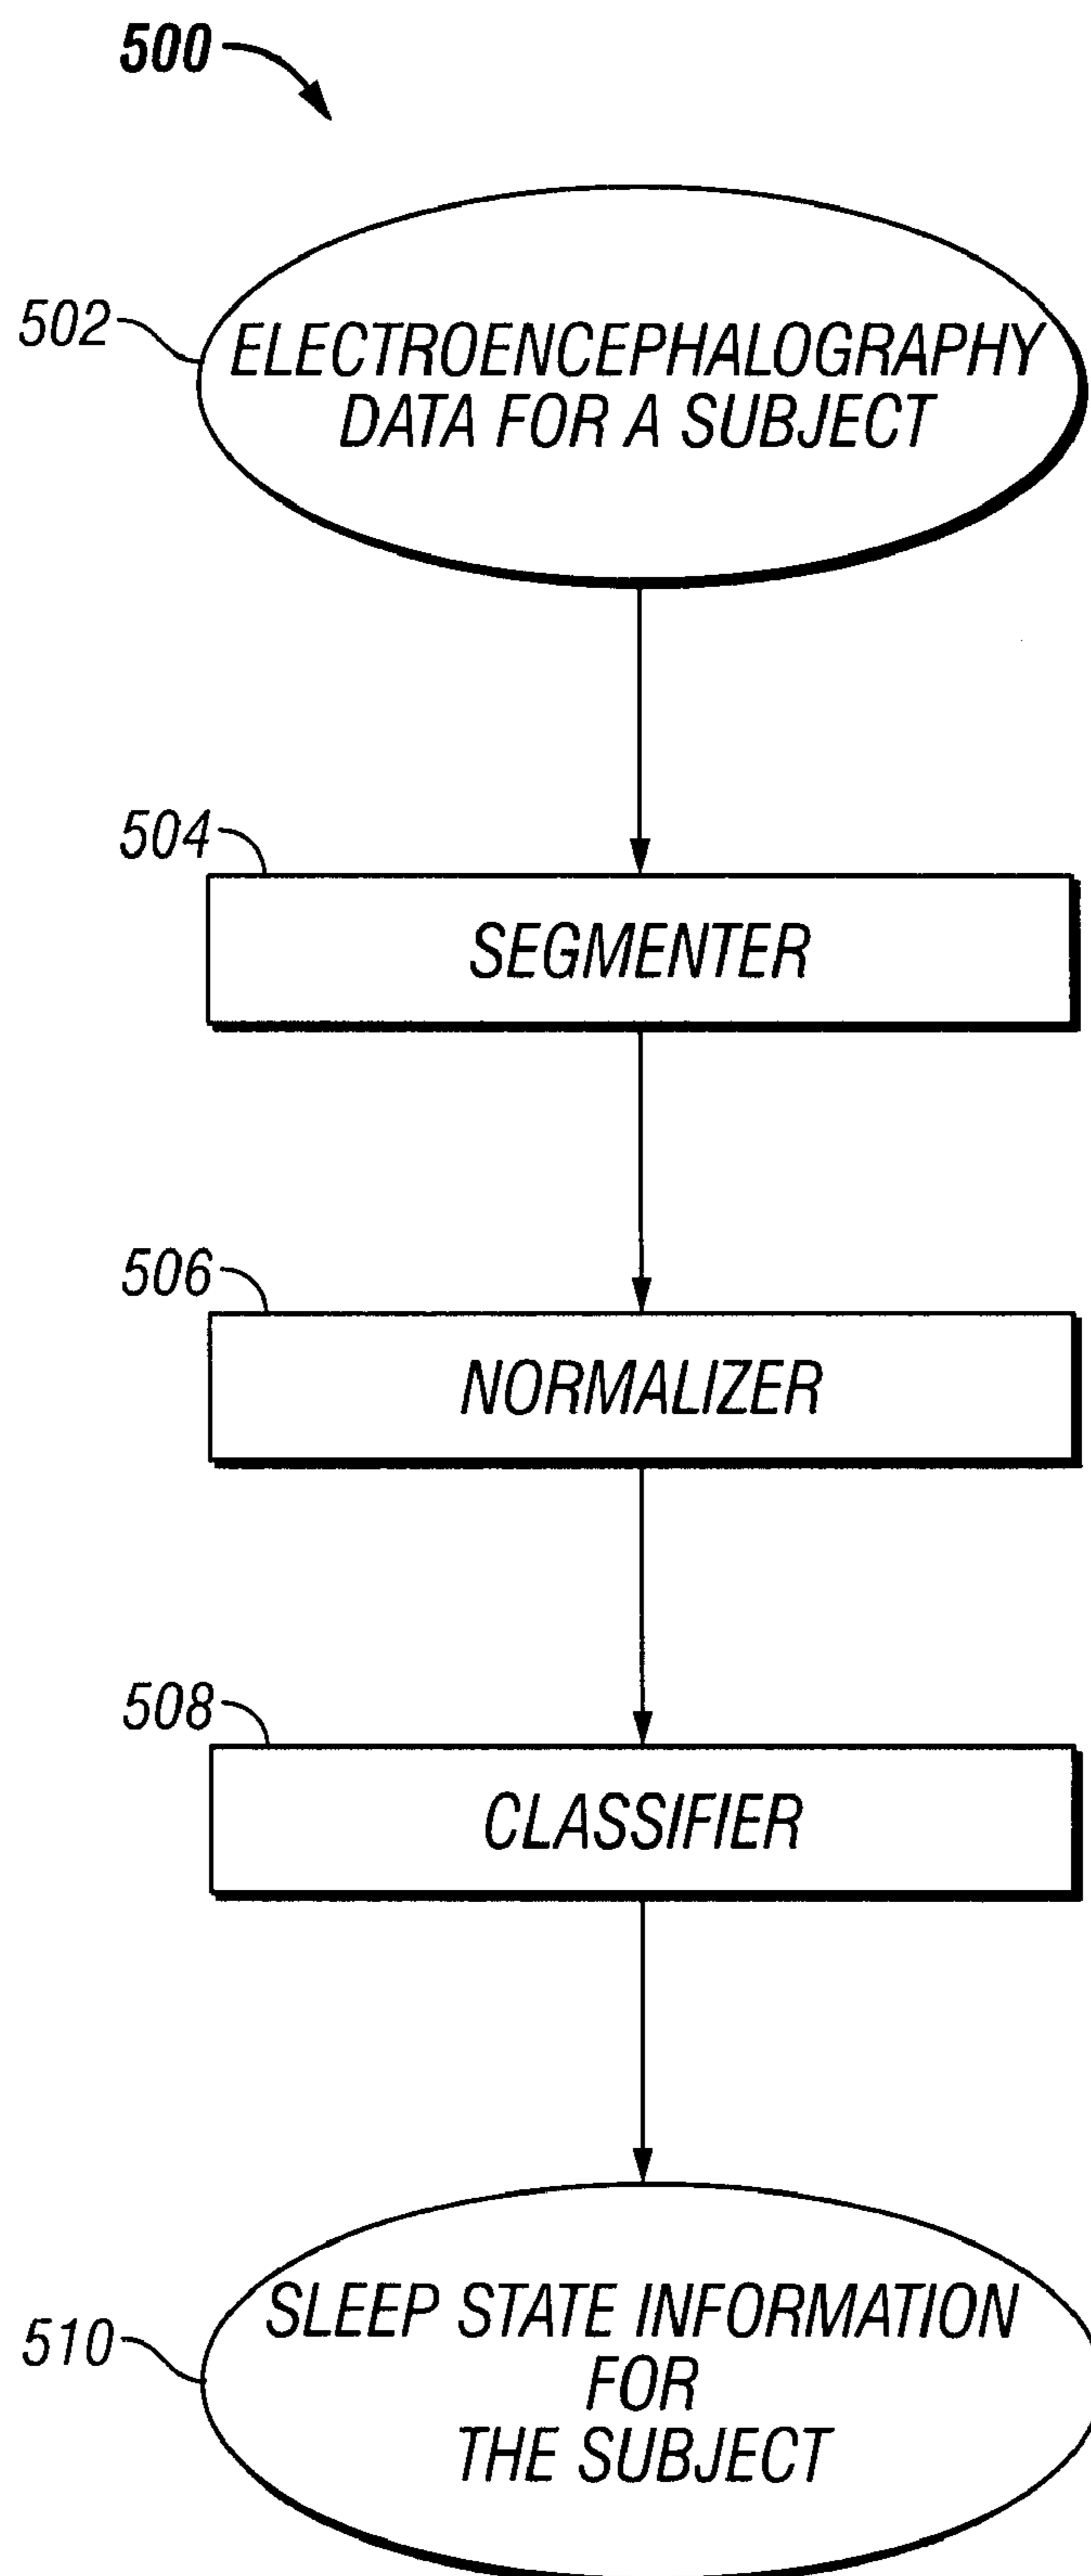 500
502
ELECTROENCEPHALOGRAPHY
DATA FOR A SUBJECT
504
SEGMENTER
506
NORMALIZER
508
CLASSIFIER
510
SLEEP STATE INFORMATION
FOR
THE SUBJECT